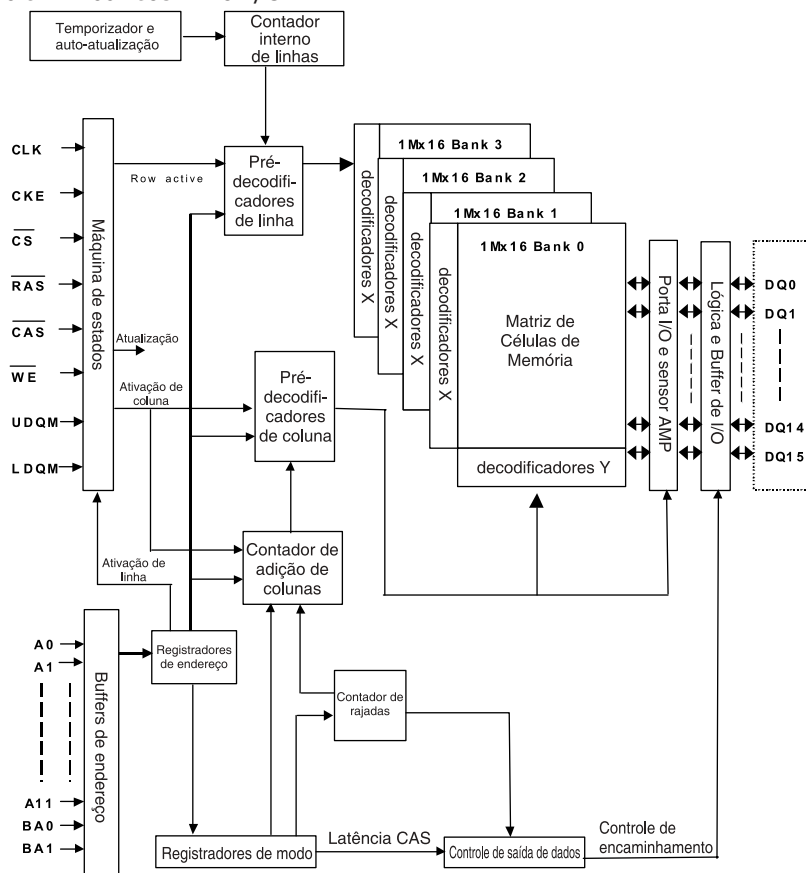 Temporizador e
auto-atualização
Contador
interno
de linhas
CLK
CKE
CS
RAS
CAS
WE
UDQM
LDQM
Máquina de estados
Row active
Atualização
Ativação de
coluna
Ativação de
linha
Pré-
decodifi-
cadores
de linha
Pré-
decodifi-
cadores
de coluna
Contador de
adição de
colunas
1Mx16 Bank 3
1Mx16 Bank 2
1Mx16 Bank 1
1Mx16 Bank 0
decodificadores X
decodificadores X
decodificadores X
decodificadores X
Matriz de
Células de
Memória
decodificadores Y
Porta I/O e sensor AMP
Lógica e Buffer de I/O
DQ0
DQ1
DQ14
DQ15
A0
A1
A11
BA0
BA1
Buffers de endereço
Registradores
de endereço
Contador de
rajadas
Registradores de modo
Latência CAS
Controle de saída de dados
Controle de
encaminhamento